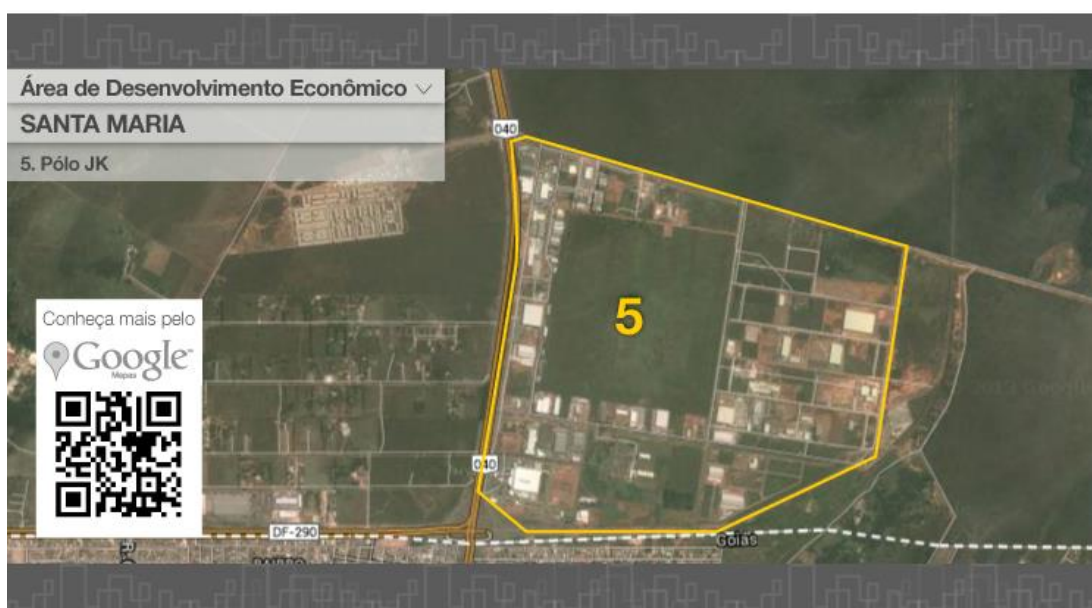 Área de Desenvolvimento Econômico
SANTA MARIA
5. Pólo JK
040
5
Conheça mais pelo
Google
Mapas
040
DF-290
Goiás